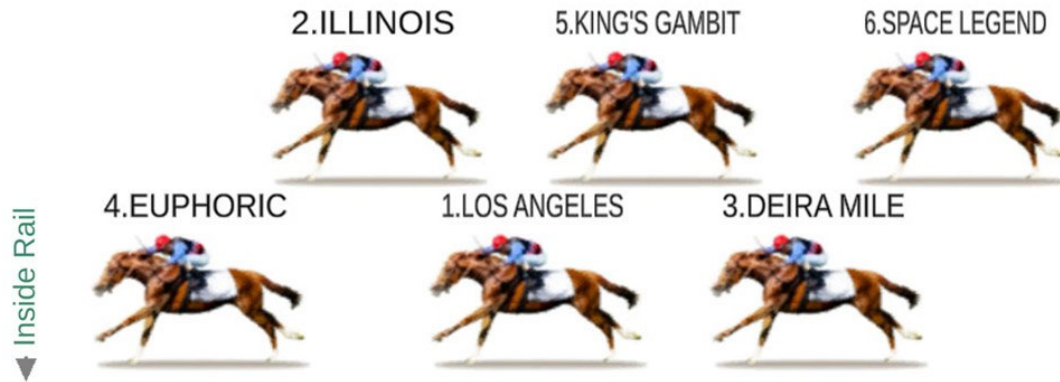 2.ILLINOIS
5.KING'S GAMBIT
6.SPACE LEGEND
4.EUPHORIC
1.LOS ANGELES
3.DEIRA MILE
Inside Rail